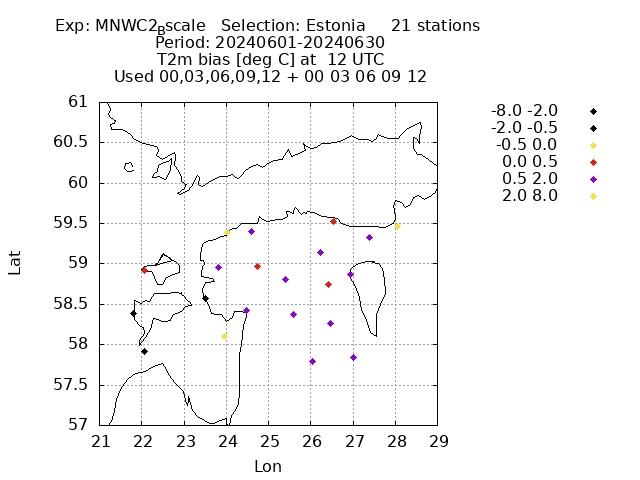 Exp: MNWC2Bscale Selection: Estonia 21 stations
Period: 20240601-20240630
T2m bias [deg C] at 12 UTC
Used 00,03,06,09,12 + 00 03 06 09 12
-8.0 -2.0
-2.0 -0.5
-0.5 0.0
0.0 0.5
0.5 2.0
2.0 8.0
Lat
61
60.5
60
59.5
59
58.5
58
57.5
57
21 22 23 24 25 26 27 28 29
Lon